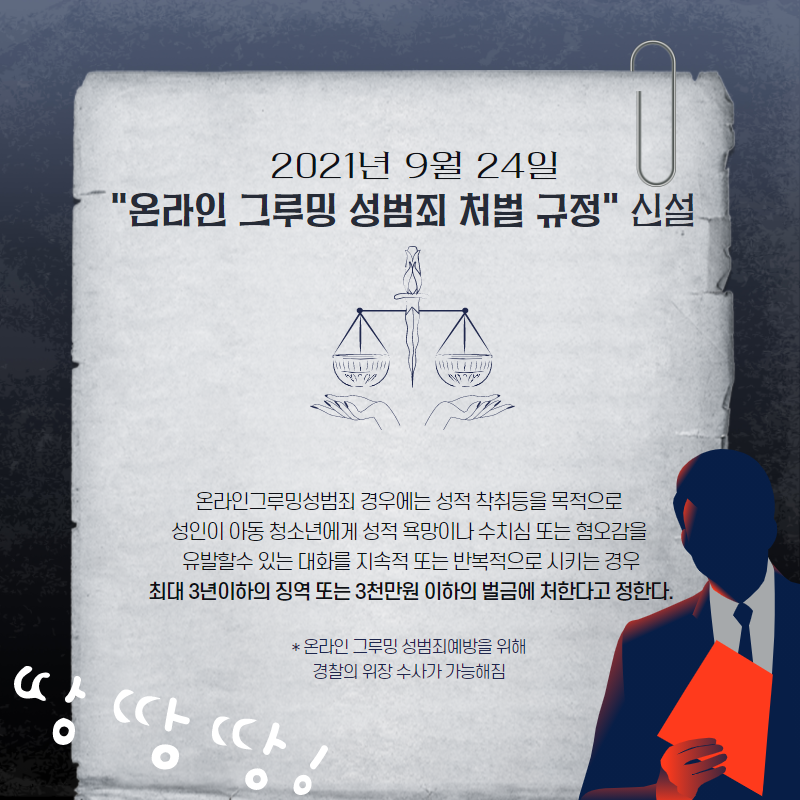 2021년 9월 24일
"온라인 그루밍 성범죄 처벌 규정" 신설
온라인그루밍성범죄 경우에는 성적 착취등을 목적으로
성인이 아동 청소년에게 성적 욕망이나 수치심 또는 혐오감을
유발할수 있는 대화를 지속적 또는 반복적으로 시키는 경우
최대 3년이하의 징역 또는 3천만원 이하의 벌금에 처한다고 정한다.
* 온라인 그루밍 성범죄예방을 위해
경찰의 위장 수사가 가능해짐
땅 땅 땅!